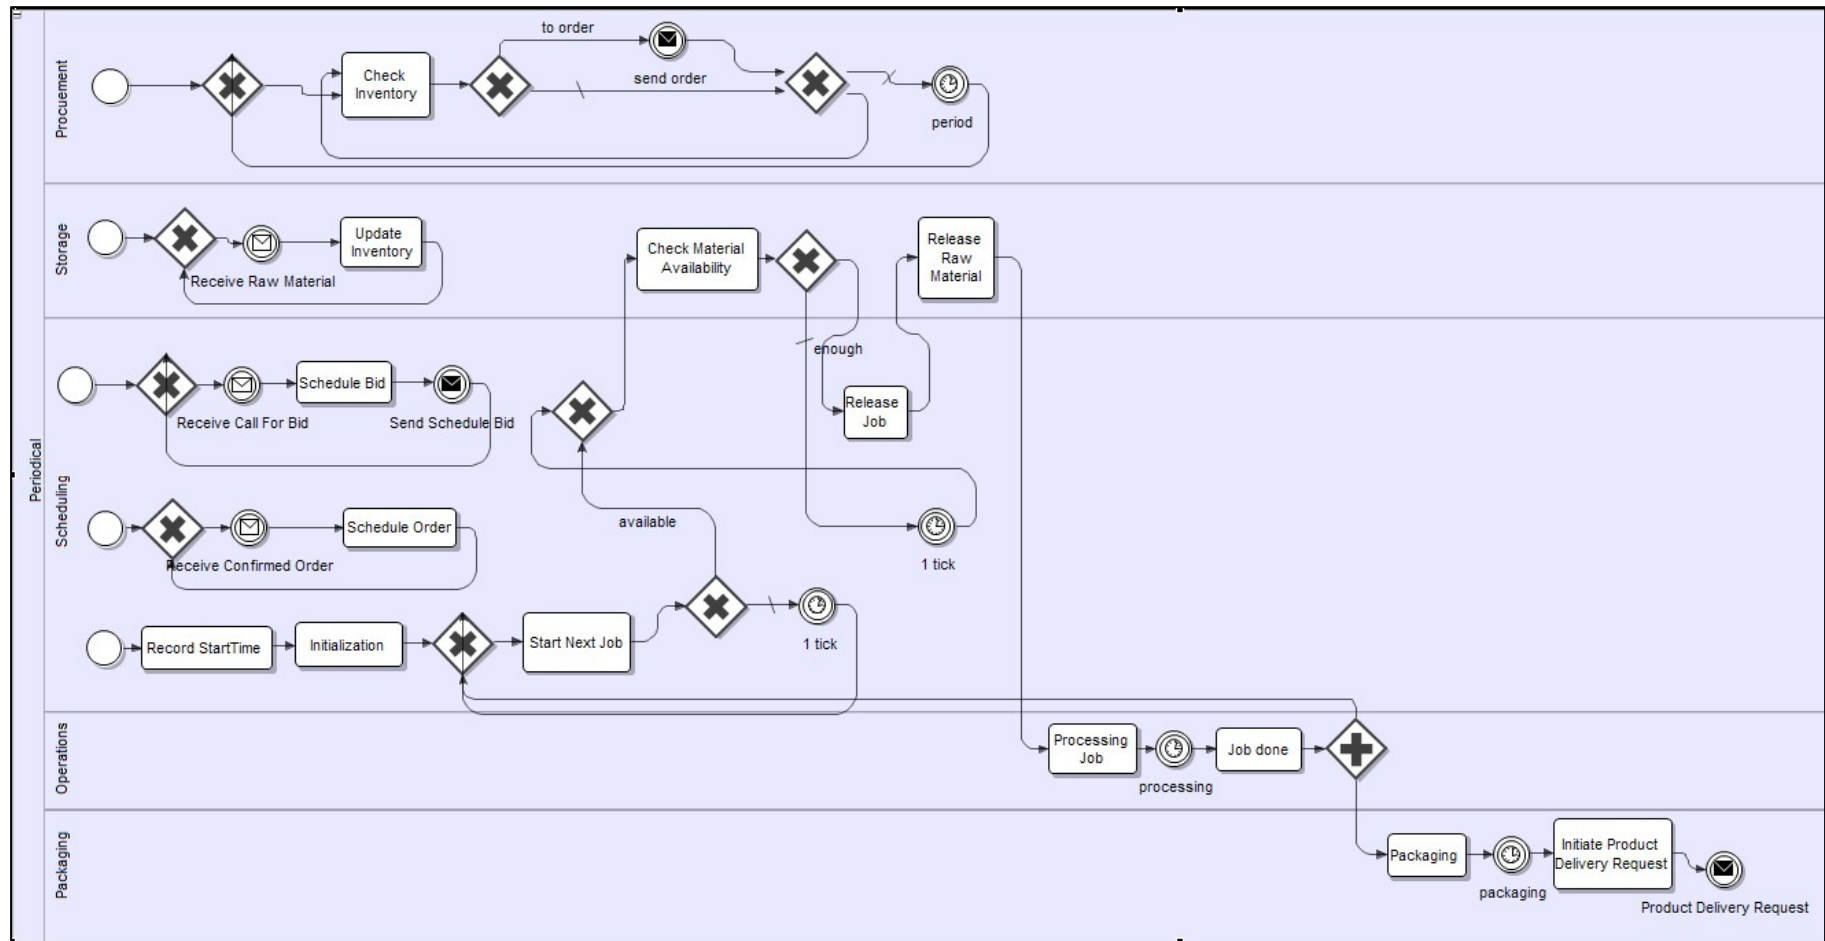 Periodical
Procuement
to order
send order
Check
Inventory
period
Storage
Receive Raw Material
Update
Inventory
Check Material
Availability
Release
Raw
Material
Scheduling
enough
Receive Call For Bid
Schedule Bid
Send Schedule Bid
Release
Job
Receive Confirmed Order
Schedule Order
available
1 tick
Record StartTime
Initialization
Start Next Job
1 tick
Operations
Processing
Job
processing
Job done
Packaging
Packaging
packaging
Initiate Product
Delivery Request
Product Delivery Request